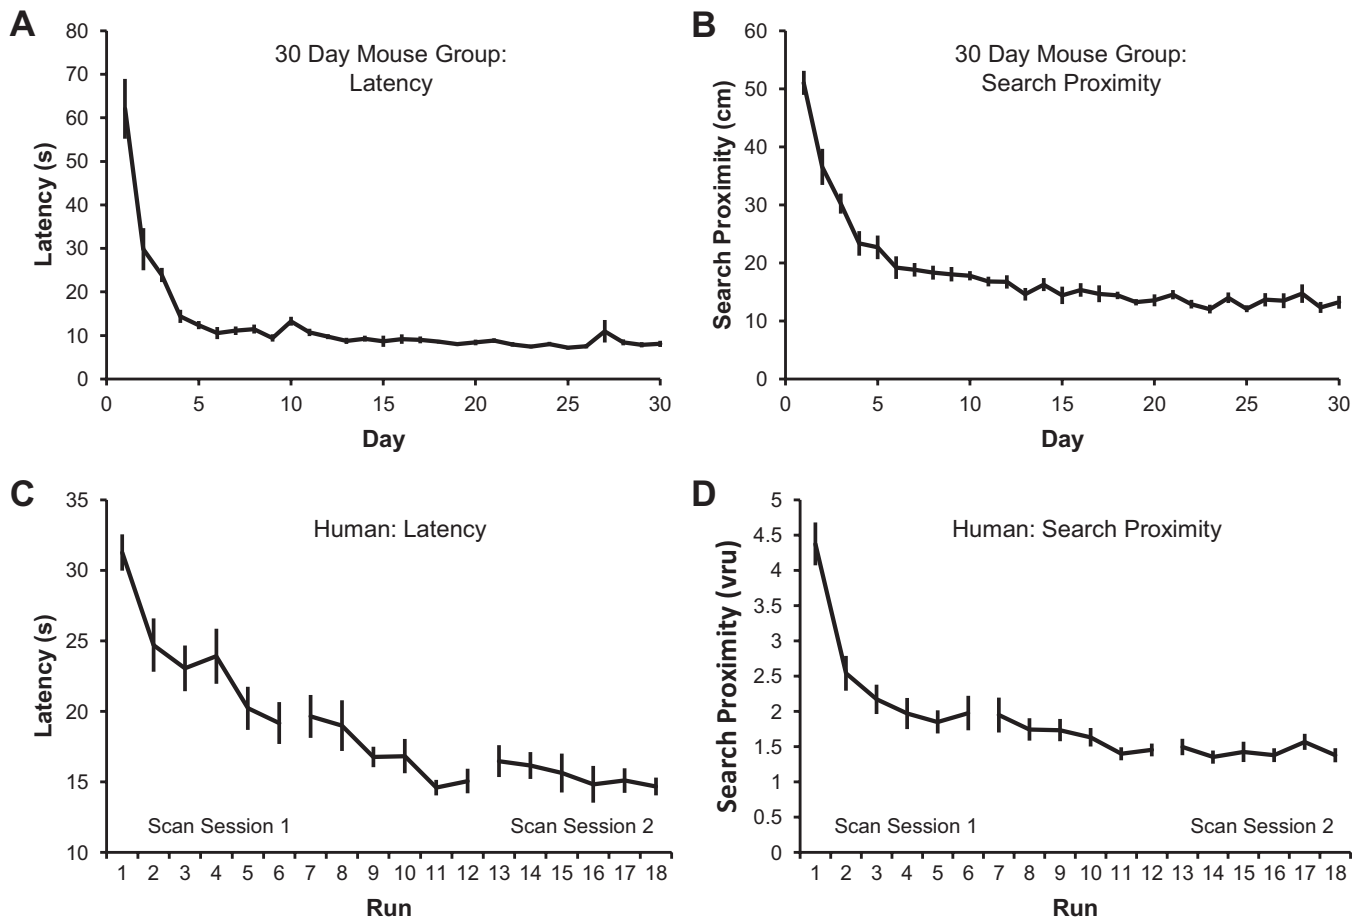 A
30 Day Mouse Group:
Latency
Latency (s)
80
70
60
50
40
30
20
10
0
0 5 10 15 20 25 30
Day
B
30 Day Mouse Group:
Search Proximity
Search Proximity (cm)
60
50
40
30
20
10
0
0 5 10 15 20 25 30
Day
C
Human: Latency
Latency (s)
35
30
25
20
15
10
Scan Session 1 Scan Session 2
1 2 3 4 5 6 7 8 9 10 11 12 13 14 15 16 17 18
Run
D
Human: Search Proximity
Search Proximity (vru)
5
4.5
4
3.5
3
2.5
2
1.5
1
0.5
0
Scan Session 1 Scan Session 2
1 2 3 4 5 6 7 8 9 10 11 12 13 14 15 16 17 18
Run